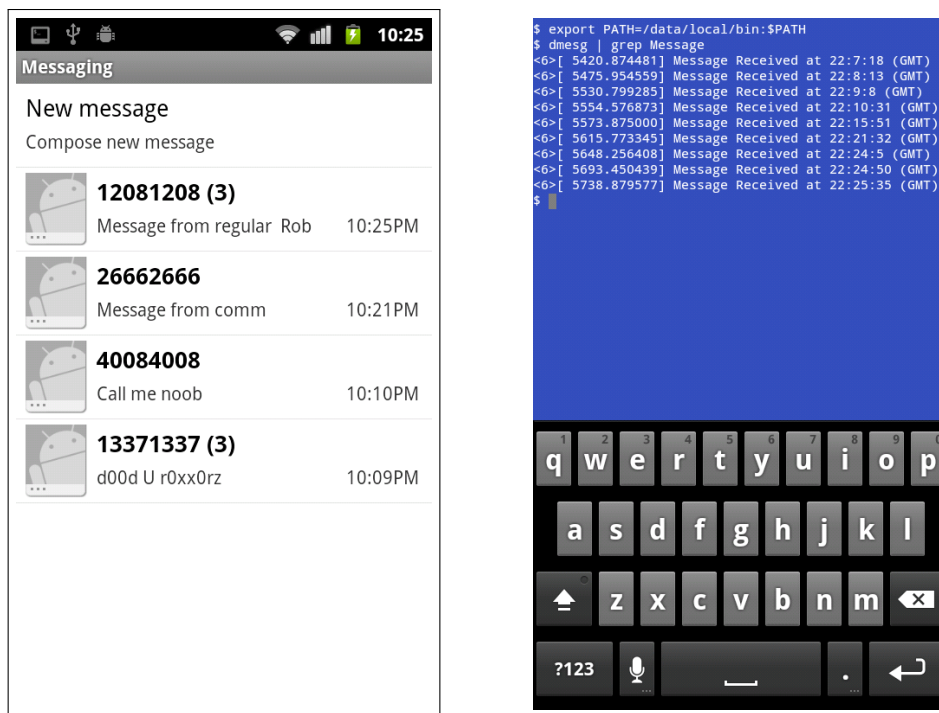 10:25
Messaging
New message
Compose new message
12081208 (3)
Message from regular Rob 10:25PM
26662666
Message from comm 10:21PM
40084008
Call me noob 10:10PM
13371337 (3)
d00d U r0xx0rz 10:09PM
$ export PATH=/data/local/bin:$PATH
$ dmesg | grep Message
<6>[ 5420.874481] Message Received at 22:7:18 (GMT)
<6>[ 5475.954559] Message Received at 22:8:13 (GMT)
<6>[ 5530.799285] Message Received at 22:9:8 (GMT)
<6>[ 5554.576873] Message Received at 22:10:31 (GMT)
<6>[ 5573.875000] Message Received at 22:15:51 (GMT)
<6>[ 5615.773345] Message Received at 22:21:32 (GMT)
<6>[ 5648.256408] Message Received at 22:24:5 (GMT)
<6>[ 5693.450439] Message Received at 22:24:50 (GMT)
<6>[ 5738.879577] Message Received at 22:25:35 (GMT)
$
1 2 3 4 5 6 7 8 9
q w e r t y u i o p
a s d f g h j k l
z x c v b n m
?123 ... . ...